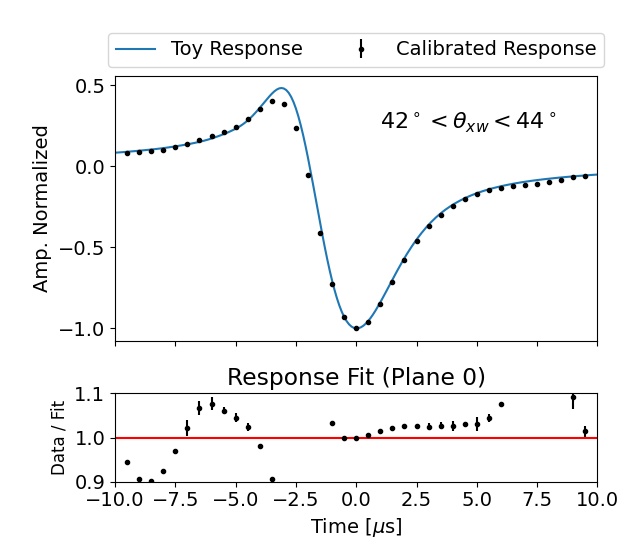 Toy Response Calibrated Response
0.5
0.0
−0.5
−1.0
Amp. Normalized
42° < θxw < 44°
Response Fit (Plane 0)
1.1
1.0
0.9
Data / Fit
−10.0 −7.5 −5.0 −2.5 0.0 2.5 5.0 7.5 10.0
Time [μs]